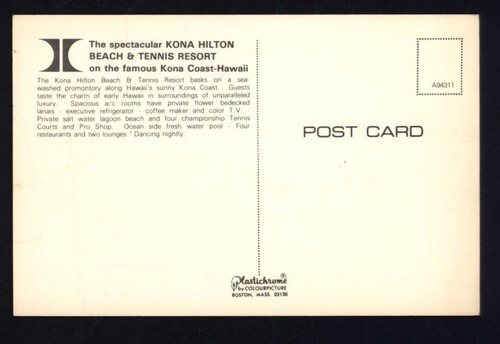 The spectacular KONA HILTON
BEACH & TENNIS RESORT
on the famous Kona Coast-Hawaii
The Kona Hilton Beach & Tennis Resort basks on a sea-
washed promontory along Hawaii's sunny Kona Coast. Guests
taste the charm of early Hawaii in surroundings of unparalleled
luxury. Spacious a/c rooms have private flower bedecked
lanais - executive refrigerator - coffee maker and color T.V. -
Private salt water lagoon beach and four championship Tennis
Courts and Pro Shop. Ocean side fresh water pool - Four
restaurants and two lounges - Dancing nightly.
A94311
POST CARD
Plastichrome®
by COLOURPICTURE
BOSTON, MASS. 02130